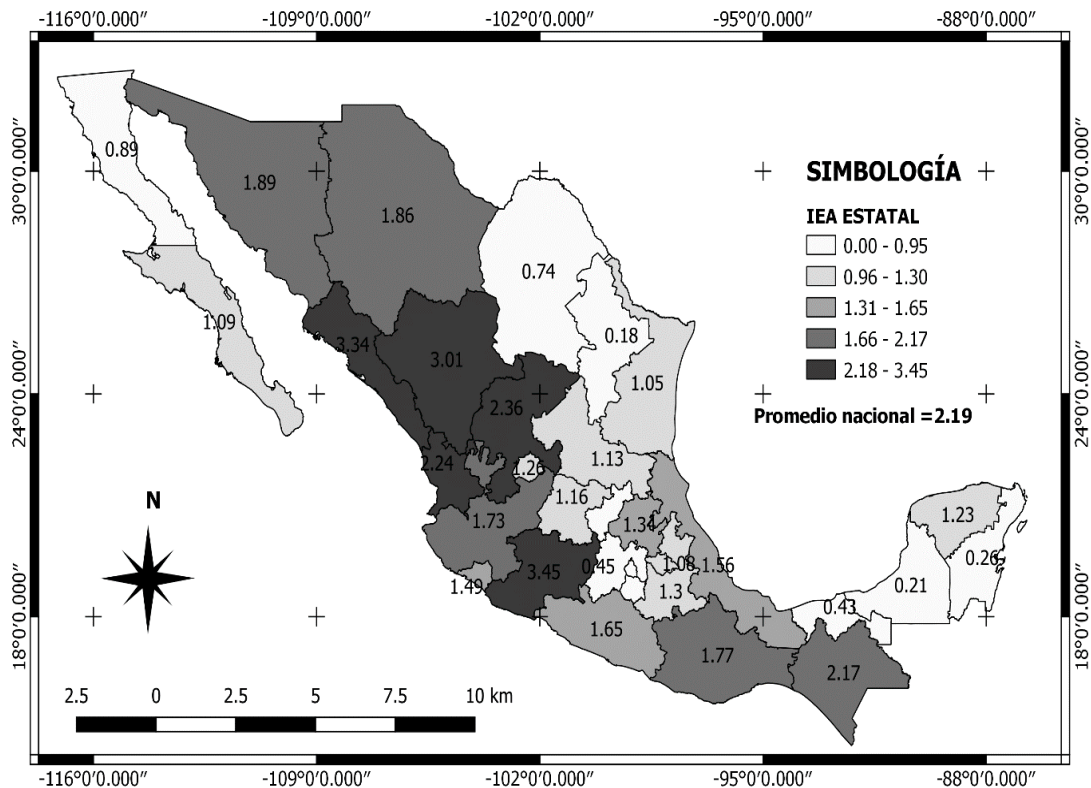 -116°0′0.000″ -109°0′0.000″ -102°0′0.000″ -95°0′0.000″ -88°0′0.000″
30°0′0.000″
24°0′0.000″
18°0′0.000″
0.89
1.89
1.86
0.74
0.18
1.09
3.34
3.01
1.05
2.36
2.24
1.26
1.13
1.16
1.73
1.34
1.23
0.26
0.21
1.49
3.45
0.45
1.08
1.56
1.3
0.43
1.65
1.77
2.17
SIMBOLOGÍA
IEA ESTATAL
0.00 - 0.95
0.96 - 1.30
1.31 - 1.65
1.66 - 2.17
2.18 - 3.45
Promedio nacional =2.19
N
2.5 0 2.5 5 7.5 10 km
30°0′0.000″
24°0′0.000″
18°0′0.000″
-116°0′0.000″ -109°0′0.000″ -102°0′0.000″ -95°0′0.000″ -88°0′0.000″